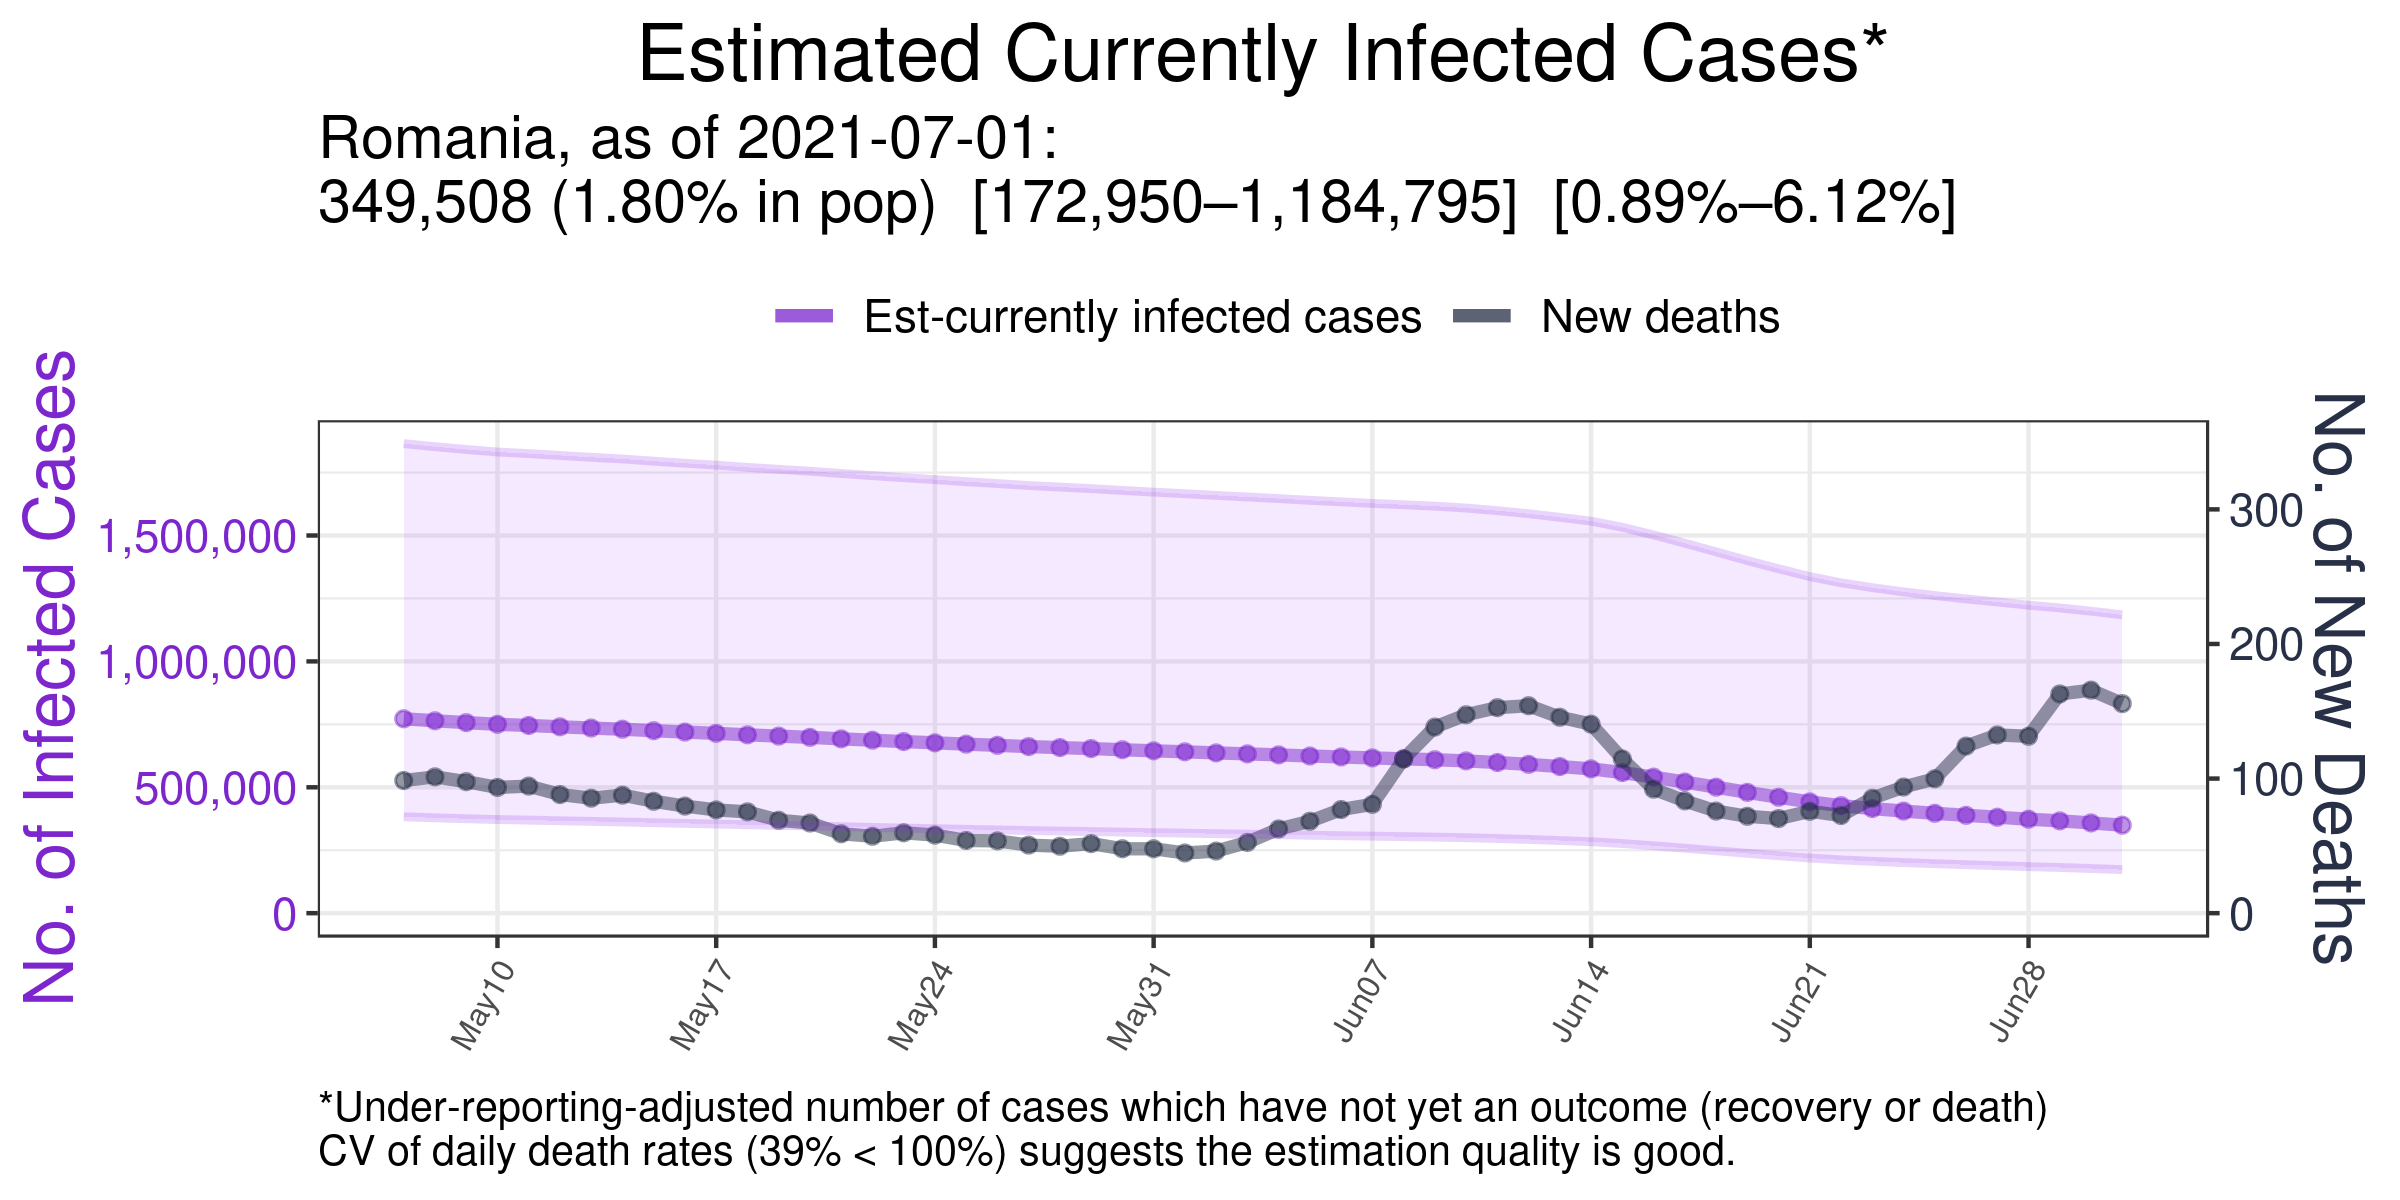 Estimated Currently Infected Cases*
Romania, as of 2021-07-01:
349,508 (1.80% in pop)  [172,950–1,184,795]  [0.89%–6.12%]
Est-currently infected cases
New deaths
No. of Infected Cases
1,500,000
1,000,000
500,000
0
300
200
100
0
No. of New Deaths
May10
May17
May24
May31
Jun07
Jun14
Jun21
Jun28
*Under-reporting-adjusted number of cases which have not yet an outcome (recovery or death)
CV of daily death rates (39% < 100%) suggests the estimation quality is good.